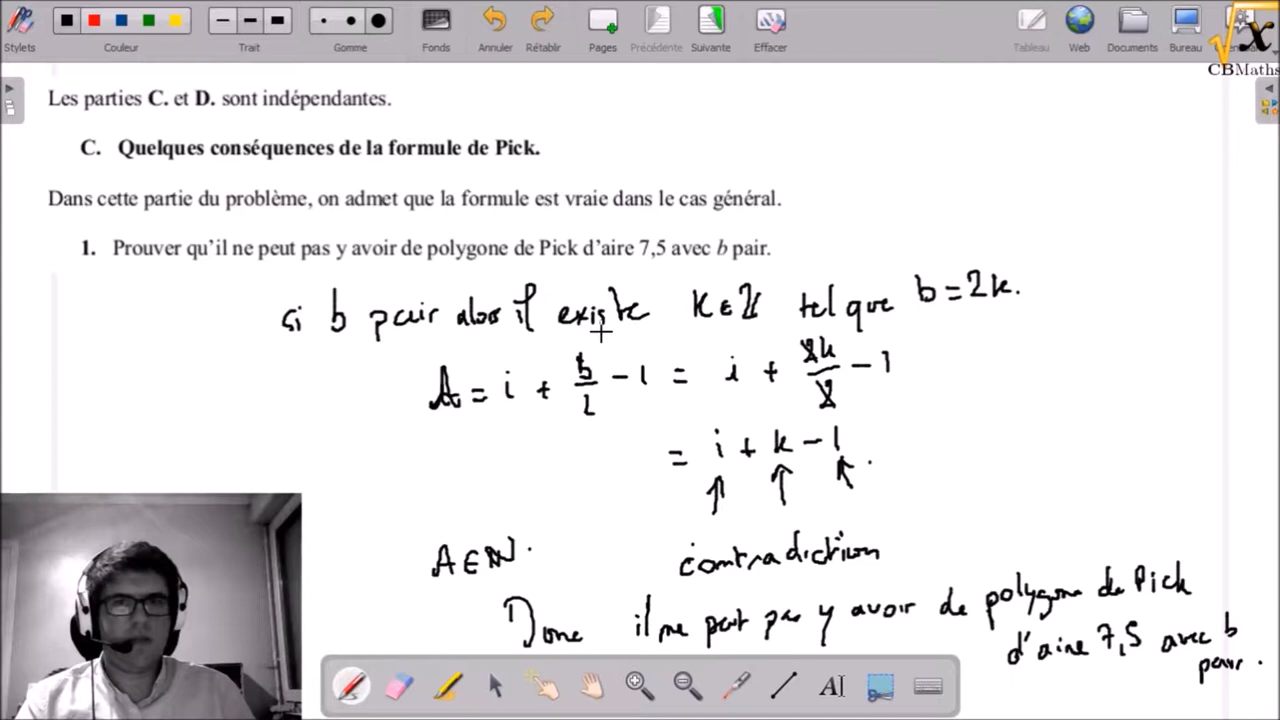 Stylets Couleur Trait Gomme Fonds Annuler Rétablir Pages Précédente Suivante Effacer Tableau Web Documents Bureau
CBMaths
Les parties C. et D. sont indépendantes.
C. Quelques conséquences de la formule de Pick.
Dans cette partie du problème, on admet que la formule est vraie dans le cas général.
1. Prouver qu'il ne peut pas y avoir de polygone de Pick d'aire 7,5 avec b pair.
si b pair alors il existe k ∈ ℤ tel que b = 2k.
A = i + b/2 - 1 = i + 2k/2 - 1
= i + k - 1.
A ∈ ℕ. contradiction
Donc il ne peut pas y avoir de polygone de Pick
d'aire 7,5 avec b
pair.
AI